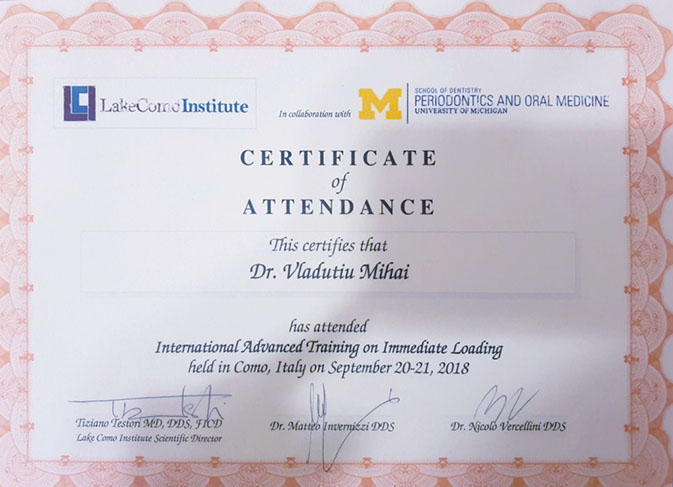 LakeComoInstitute
In collaboration with
M
SCHOOL OF DENTISTRY
PERIODONTICS AND ORAL MEDICINE
UNIVERSITY OF MICHIGAN
CERTIFICATE
of
ATTENDANCE
This certifies that
Dr. Vladutiu Mihai
has attended
International Advanced Training on Immediate Loading
held in Como, Italy on September 20-21, 2018
Tiziano Testori MD, DDS, FICD
Lake Como Institute Scientific Director
Dr. Matteo Invernizzi DDS
Dr. Nicolò Vercellini DDS